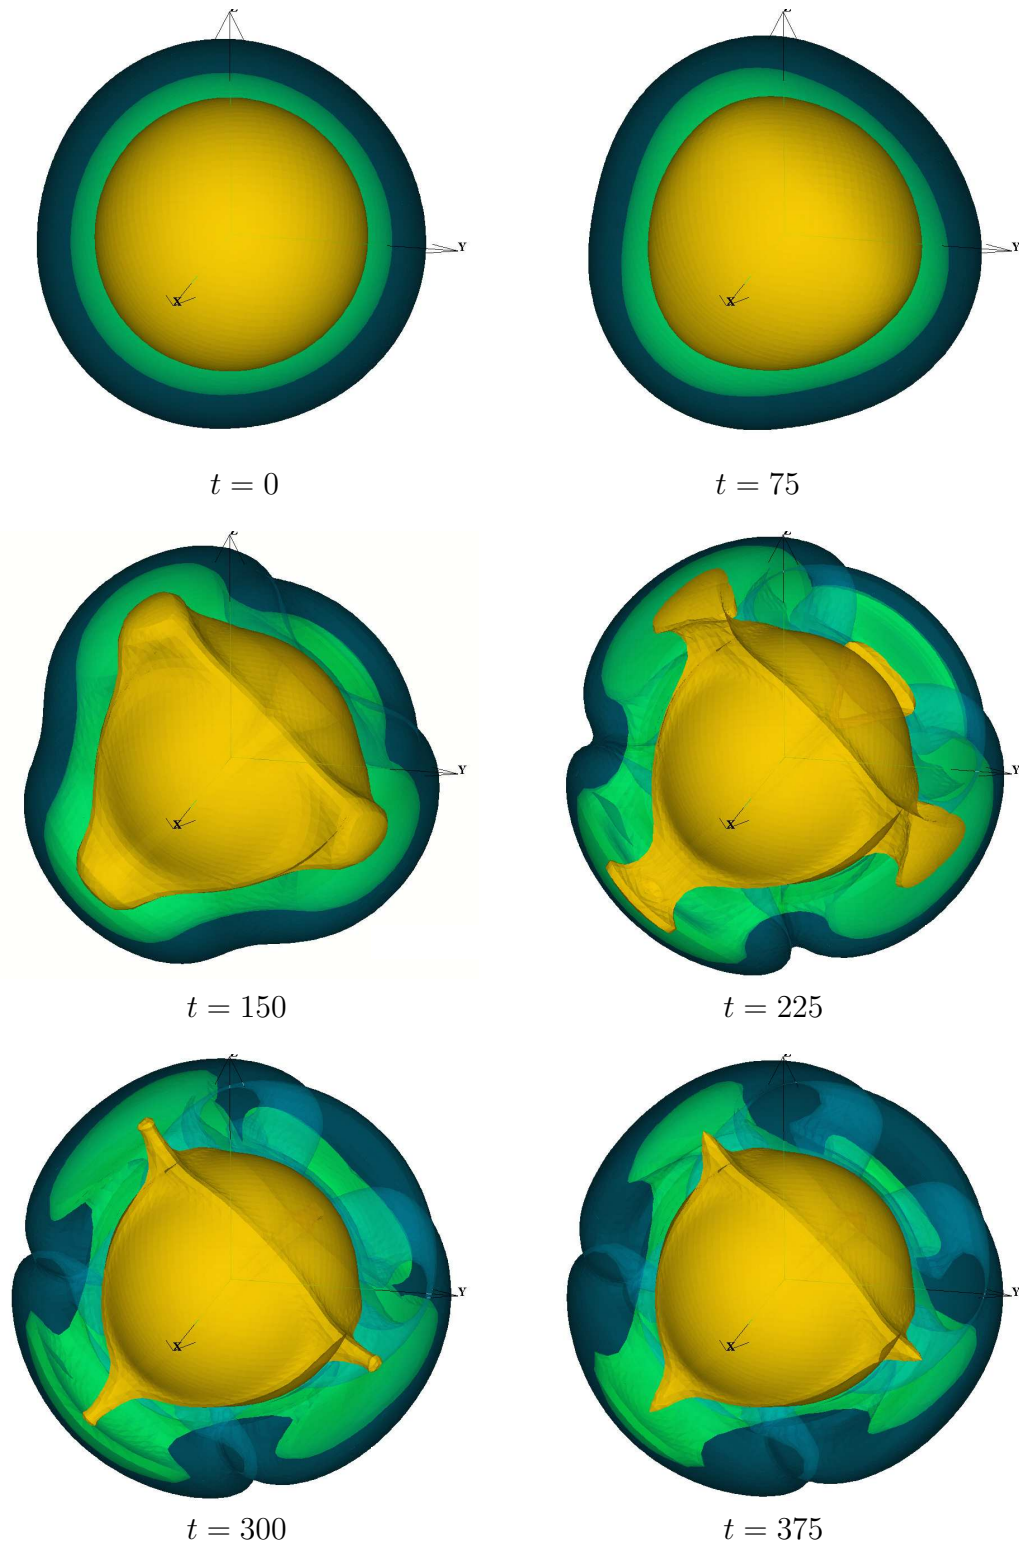 Y
X
Y
X
t = 0
t = 75
Y
X
Y
X
t = 150
t = 225
Y
X
Y
X
t = 300
t = 375